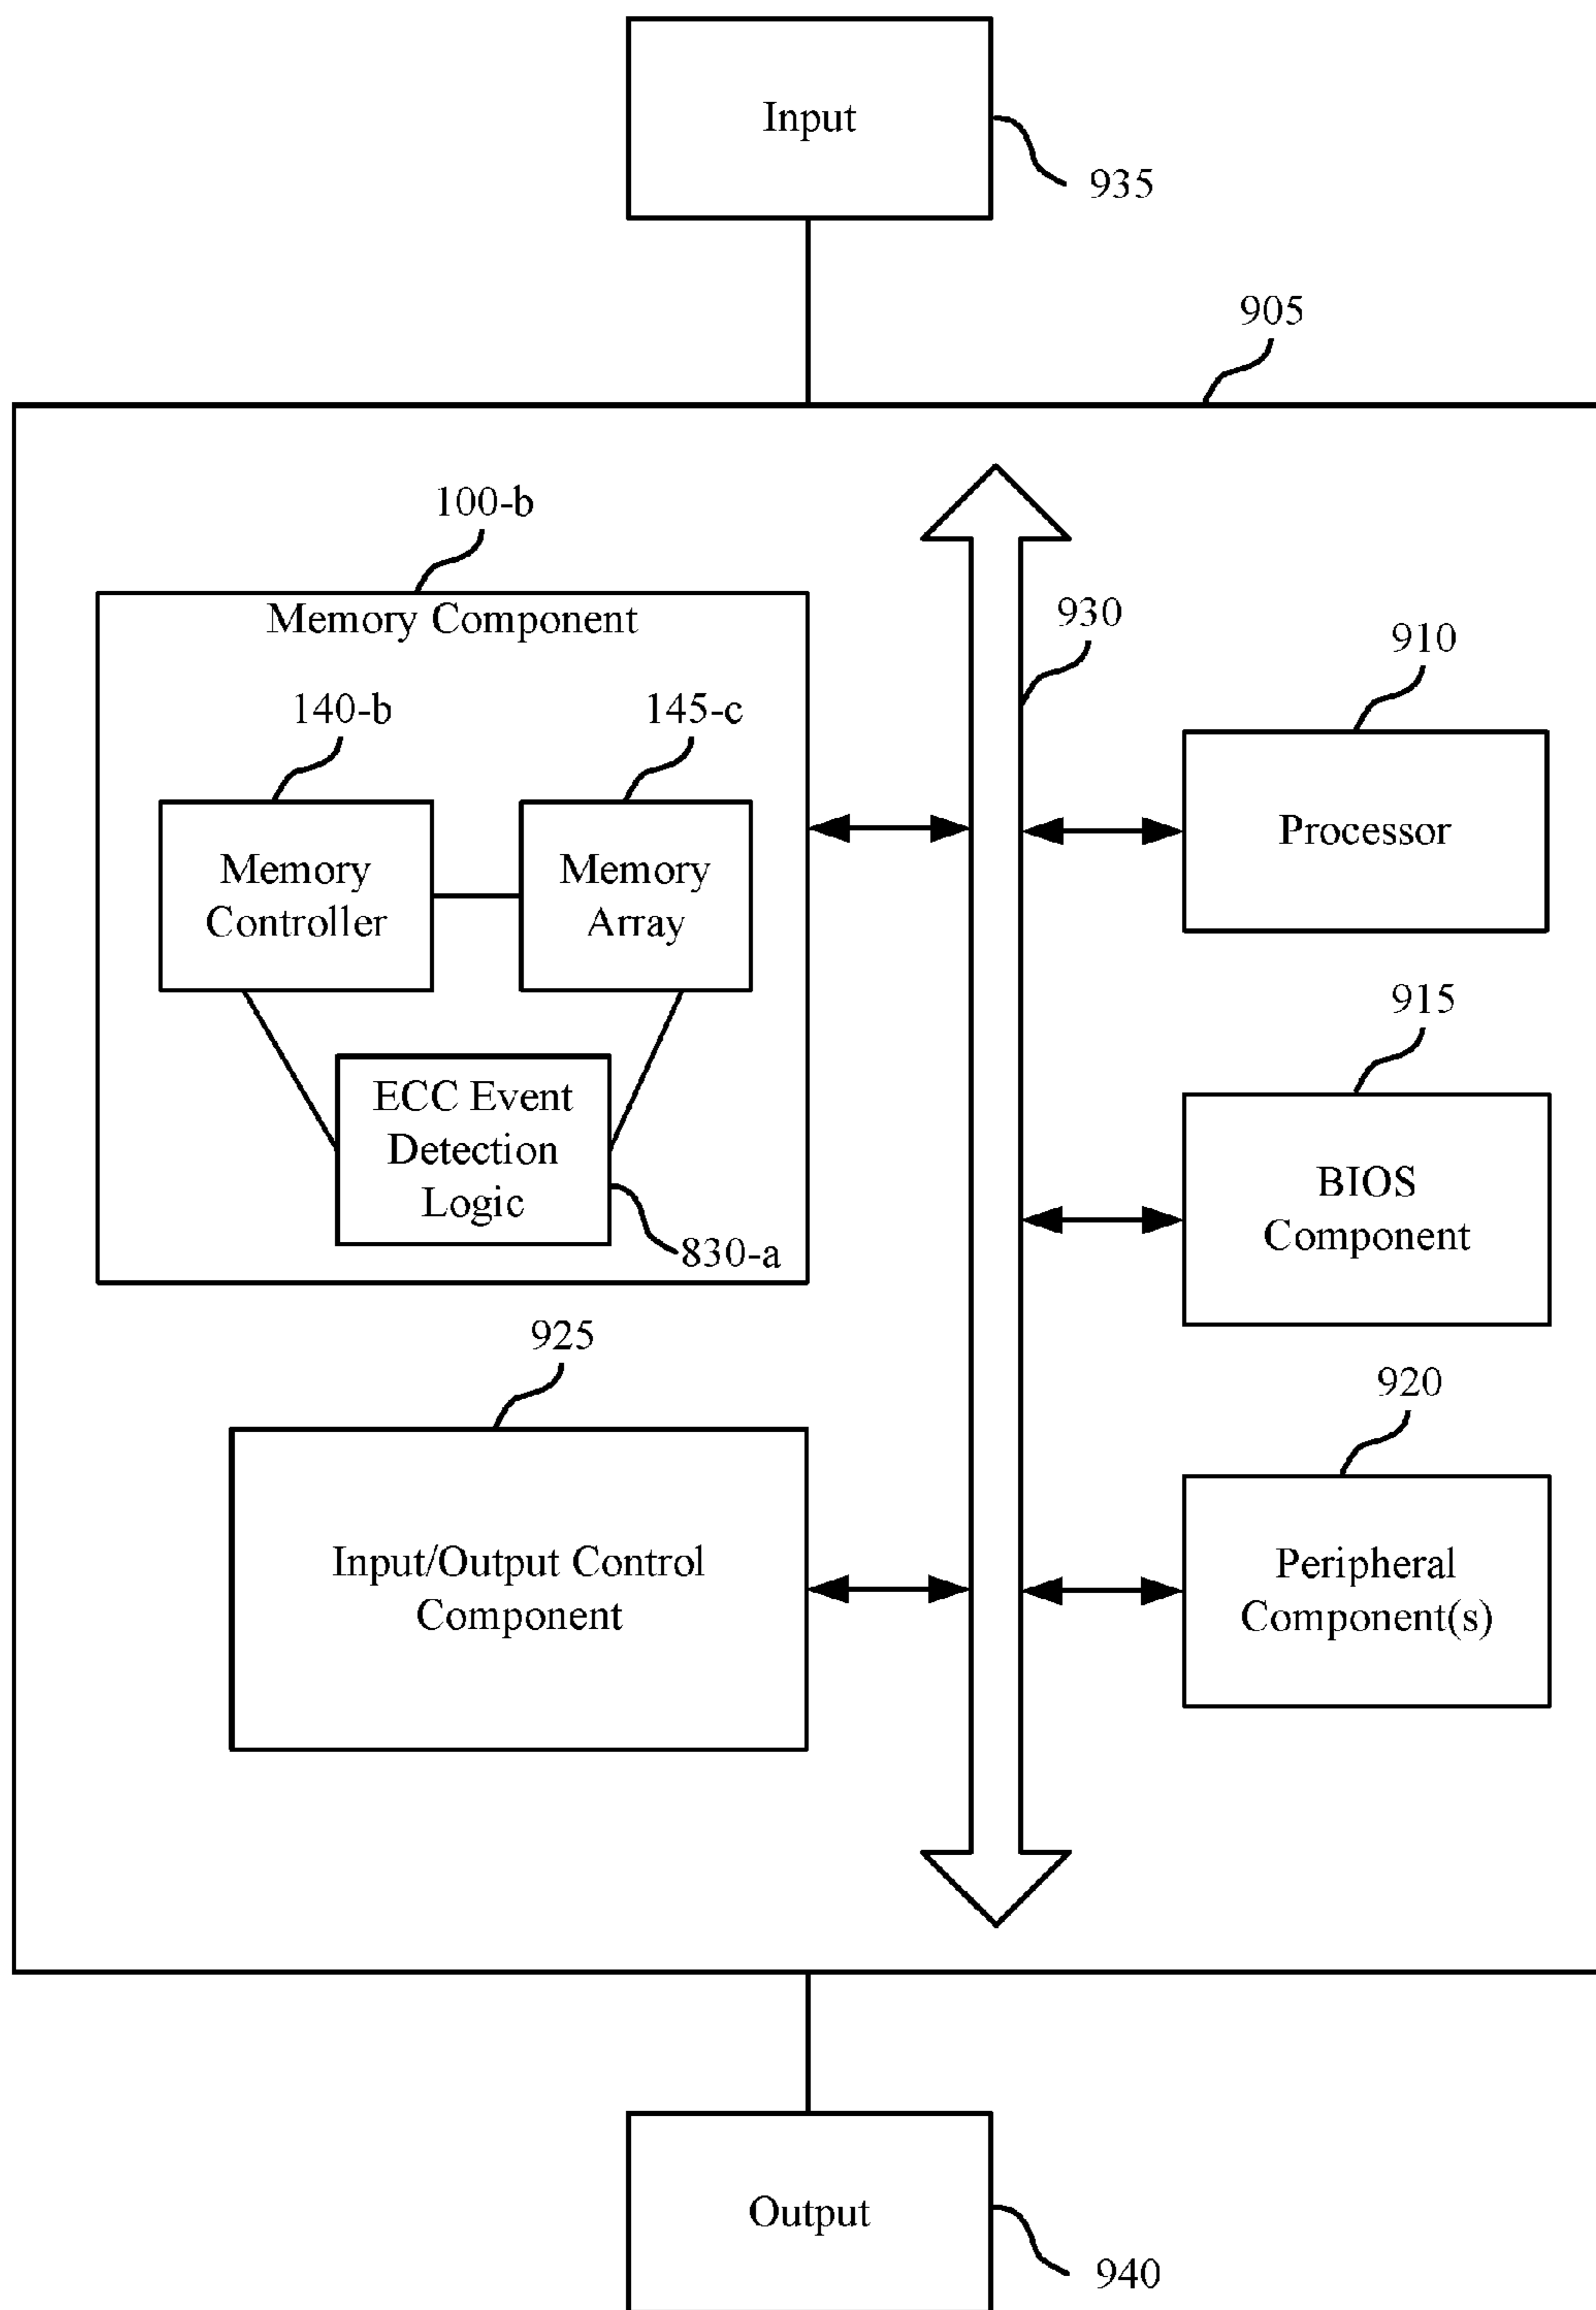 Input
935
905
100-b
Memory Component
930
910
140-b
145-c
Memory
Controller
Memory
Array
Processor
915
ECC Event
Detection
Logic
830-a
BIOS
Component
925
920
Input/Output Control
Component
Peripheral
Component(s)
Output
940